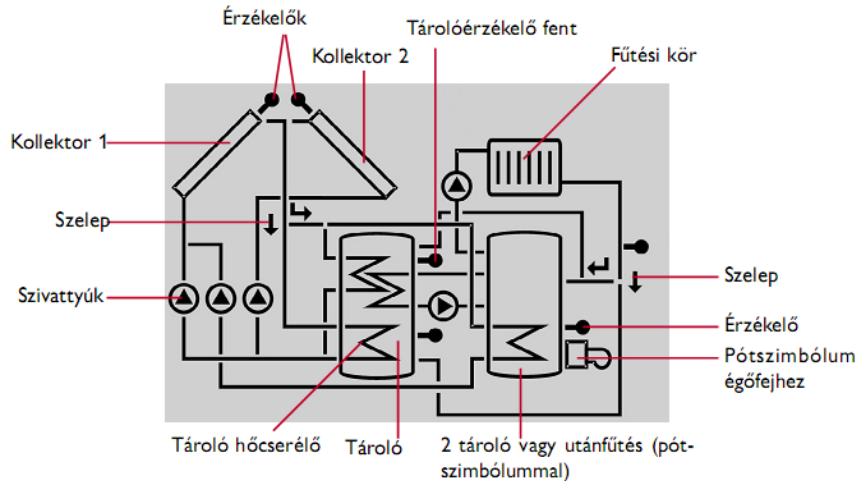 Érzékelők
Tárolóérzékelő fent
Kollektor 2
Fűtési kör
Kollektor 1
Szelep
Szivattyúk
Szelep
Érzékelő
Pótszimbólum
égőfejhez
Tároló hőcserélő
Tároló
2 tároló vagy utánfűtés (pót-
szimbólummal)